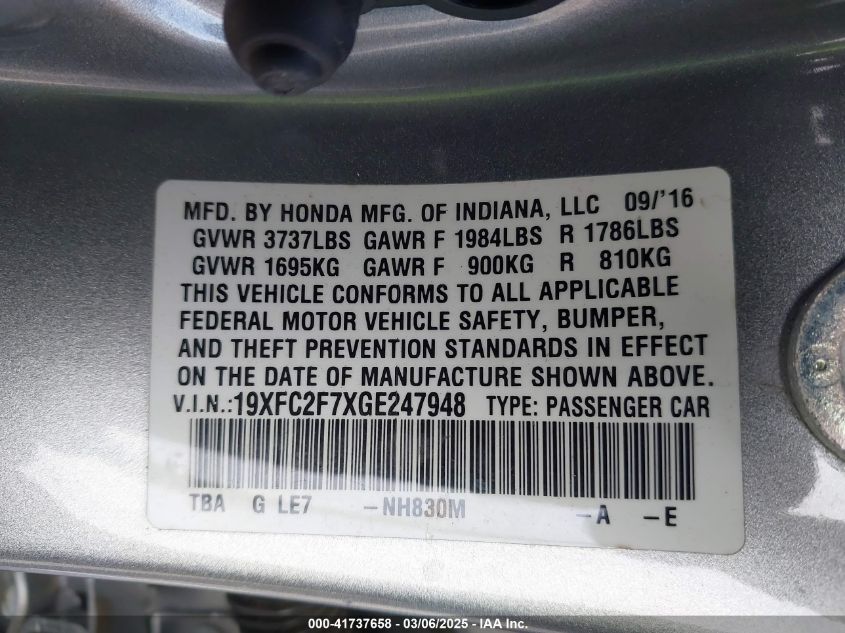 MFD. BY HONDA MFG. OF INDIANA, LLC 09/'16
GVWR 3737LBS GAWR F 1984LBS R 1786LBS
GVWR 1695KG GAWR F 900KG R 810KG
THIS VEHICLE CONFORMS TO ALL APPLICABLE
FEDERAL MOTOR VEHICLE SAFETY, BUMPER,
AND THEFT PREVENTION STANDARDS IN EFFECT
ON THE DATE OF MANUFACTURE SHOWN ABOVE.
V.I.N.:19XFC2F7XGE247948 TYPE: PASSENGER CAR
TBA G LE7 -NH830M -A -E
000-41737658 - 03/06/2025 - IAA Inc.